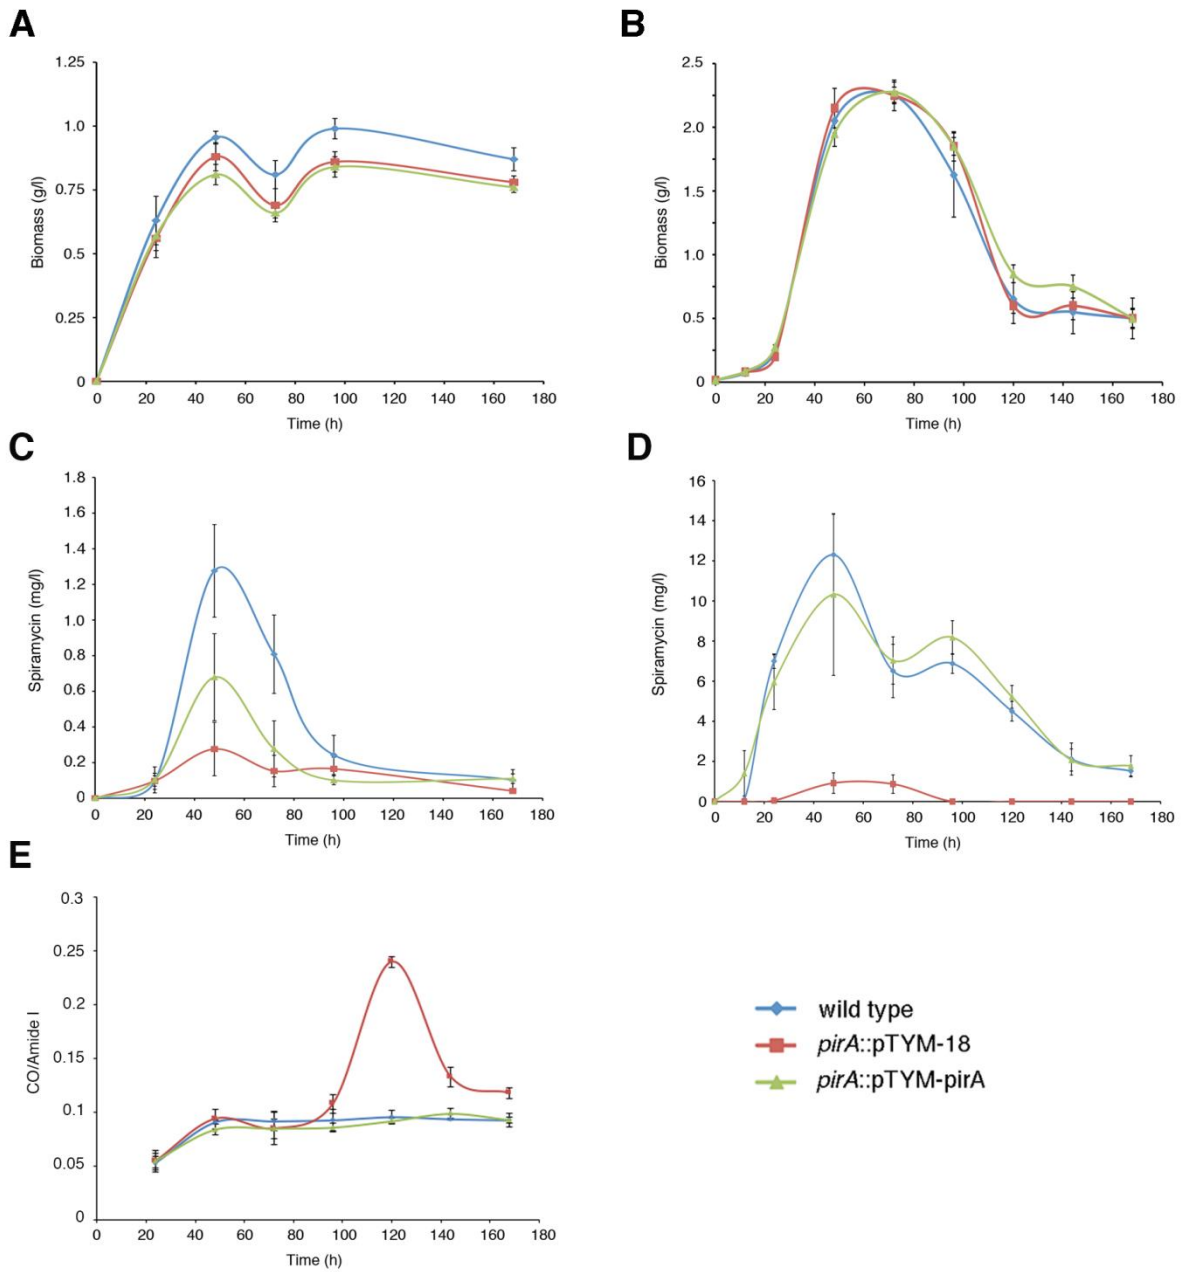 A
B
1.25
1.0
0.75
0.5
0.25
0
Biomass (g/l)
0 20 40 60 80 100 120 140 160 180
Time (h)
2.5
2.0
1.5
1.0
0.5
0
Biomass (g/l)
0 20 40 60 80 100 120 140 160 180
Time (h)
C
D
1.8
1.6
1.4
1.2
1.0
0.8
0.6
0.4
0.2
0
Spiramycin (mg/l)
0 20 40 60 80 100 120 140 160 180
Time (h)
16
14
12
10
8
6
4
2
0
Spiramycin (mg/l)
0 20 40 60 80 100 120 140 160 180
Time (h)
E
0.3
0.25
0.2
0.15
0.1
0.05
0
CO/Amide I
0 20 40 60 80 100 120 140 160 180
Time (h)
wild type
pirA::pTYM-18
pirA::pTYM-pirA